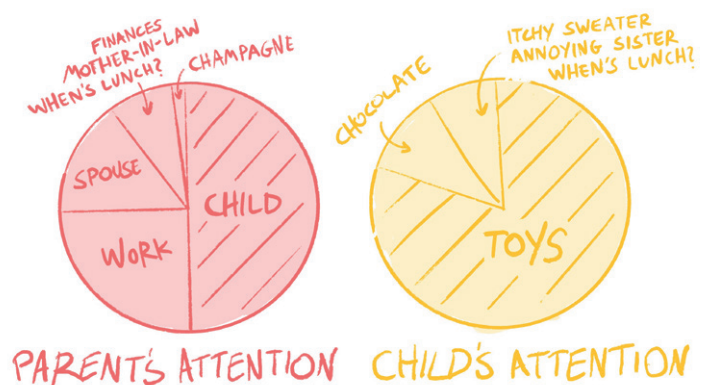 FINANCES
MOTHER-IN-LAW
WHEN'S LUNCH?
CHAMPAGNE
SPOUSE
CHILD
WORK
PARENT'S ATTENTION
ITCHY SWEATER
ANNOYING SISTER
WHEN'S LUNCH?
CHOCOLATE
TOYS
CHILD'S ATTENTION